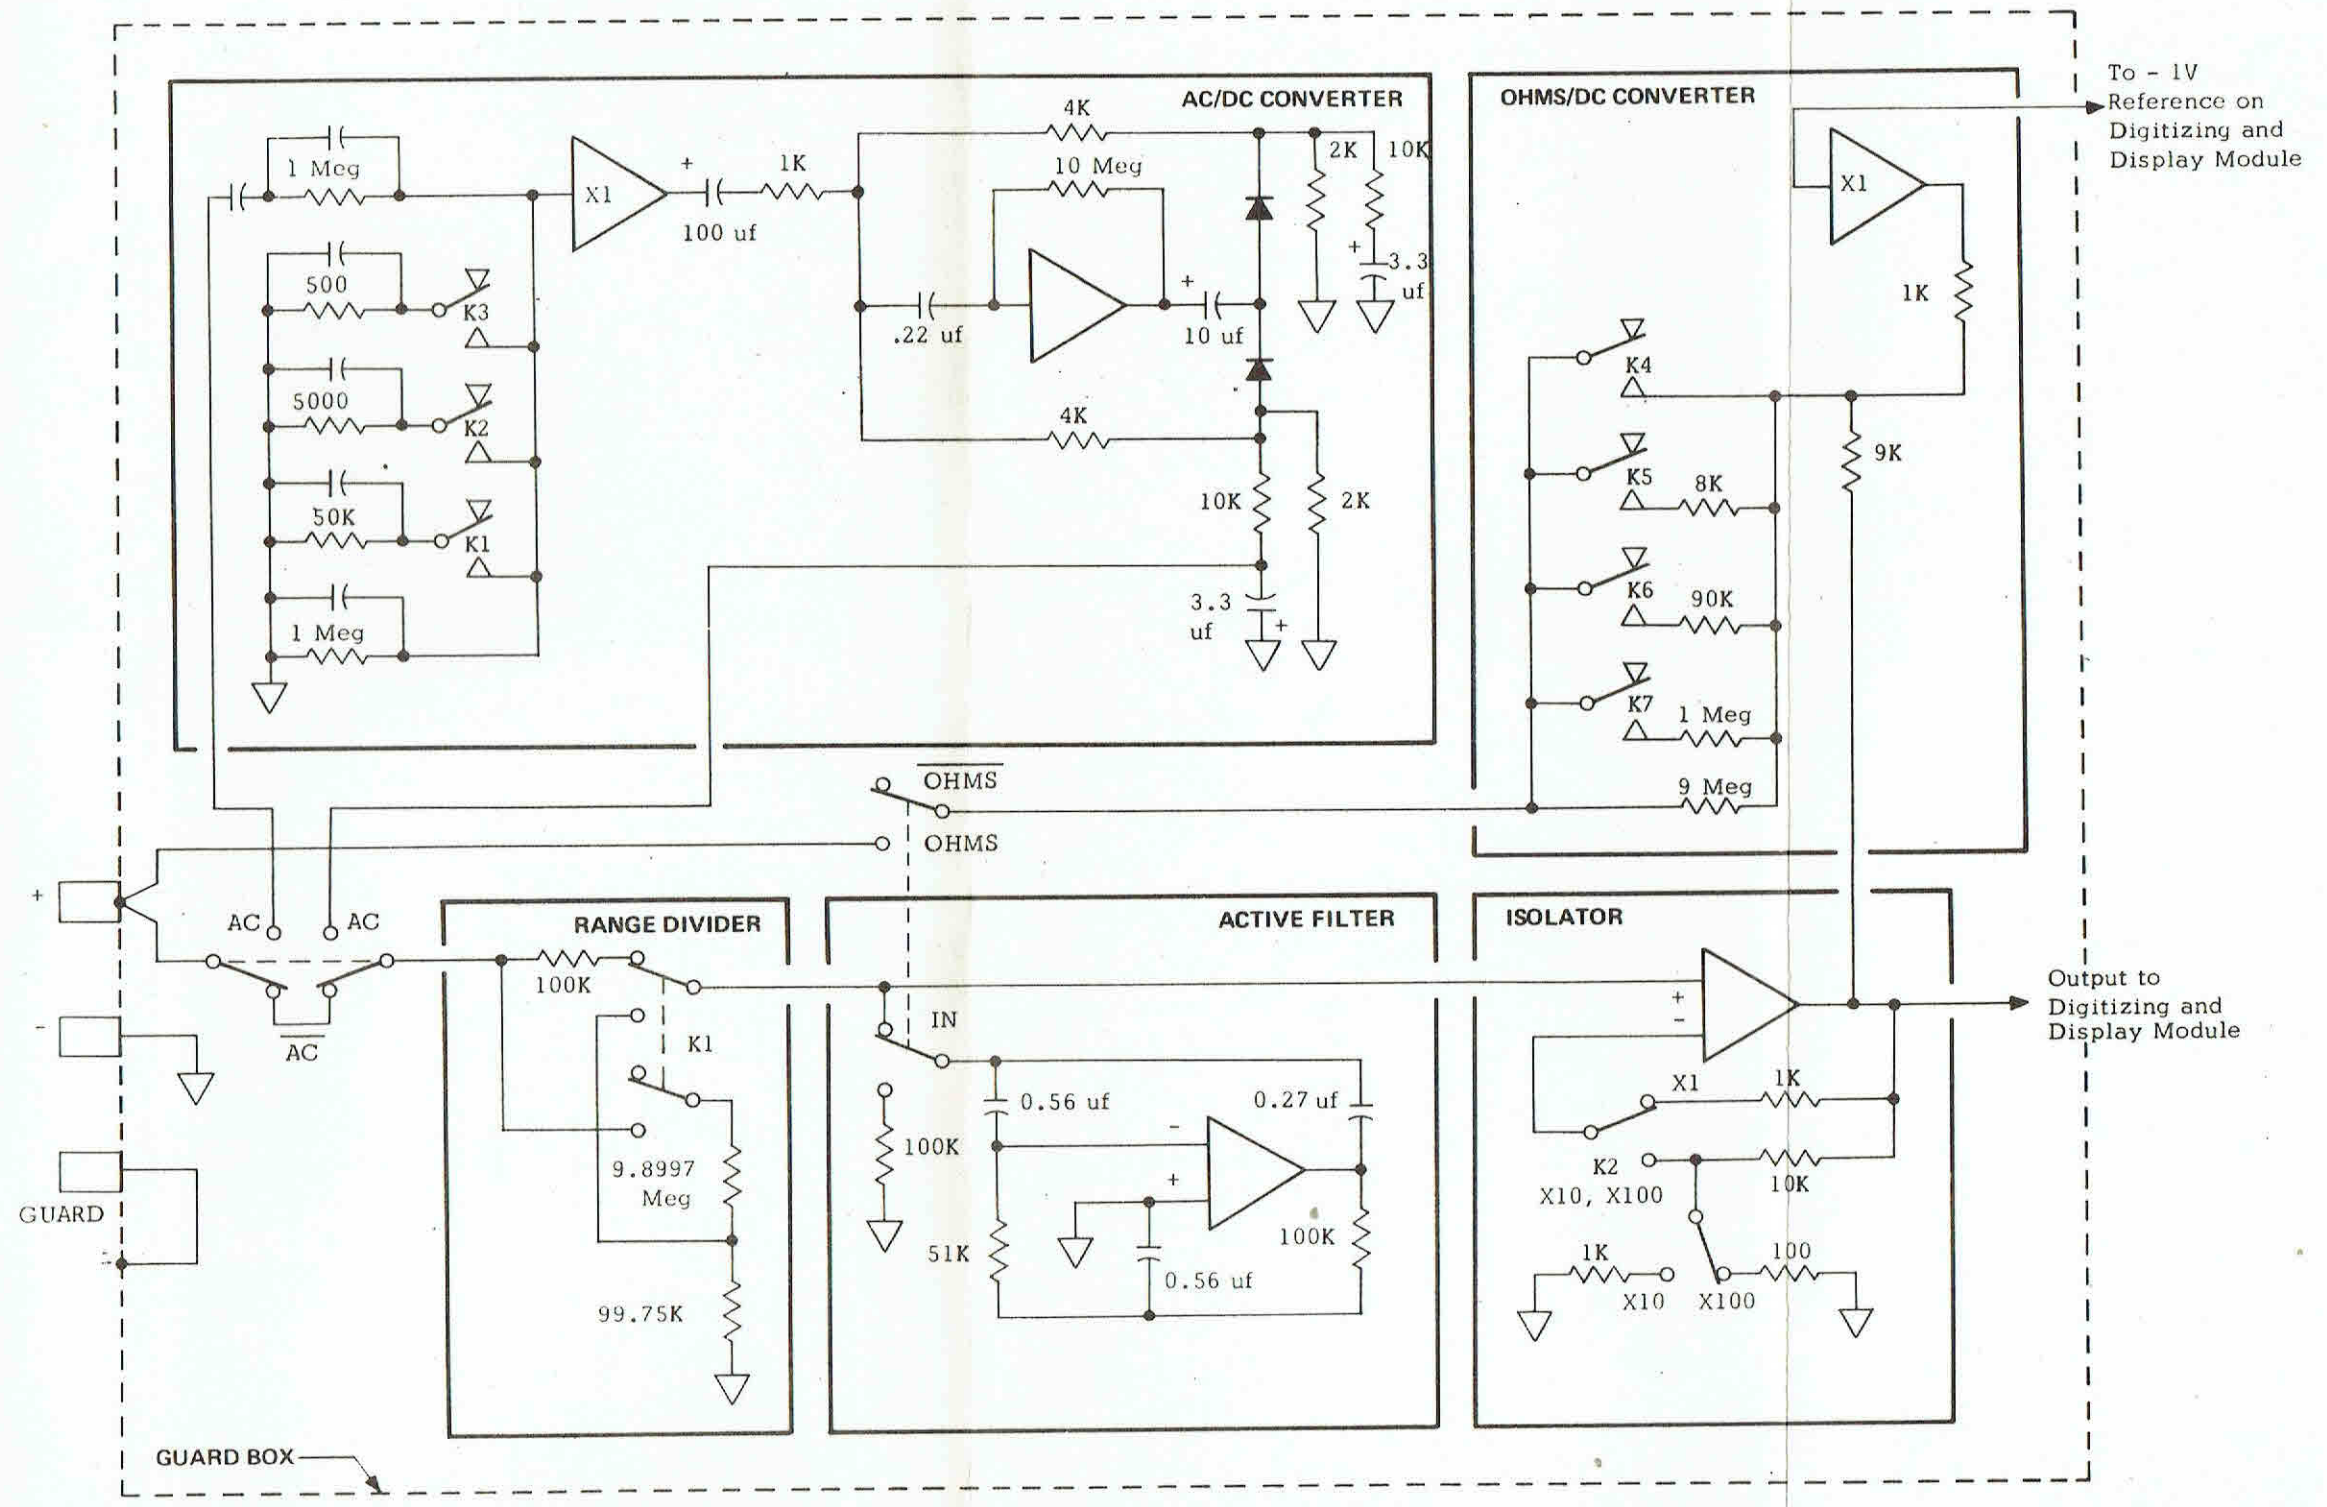 AC/DC CONVERTER
1 Meg
500
K3
5000
K2
50K
K1
1 Meg
X1
+
100 uf
1K
4K
10 Meg
.22 uf
+
10 uf
4K
2K
10K
+
3.3
uf
10K
2K
3.3
uf
+
OHMS/DC CONVERTER
X1
1K
K4
K5
8K
K6
90K
K7
1 Meg
9 Meg
9K
To - 1V
Reference on
Digitizing and
Display Module
OHMS
OHMS
+
-
GUARD
AC
AC
AC
RANGE DIVIDER
100K
K1
9.8997
Meg
99.75K
ACTIVE FILTER
IN
0.56 uf
0.27 uf
100K
-
+
51K
100K
0.56 uf
ISOLATOR
+
-
X1
1K
K2
X10, X100
10K
1K
100
X10
X100
Output to
Digitizing and
Display Module
GUARD BOX